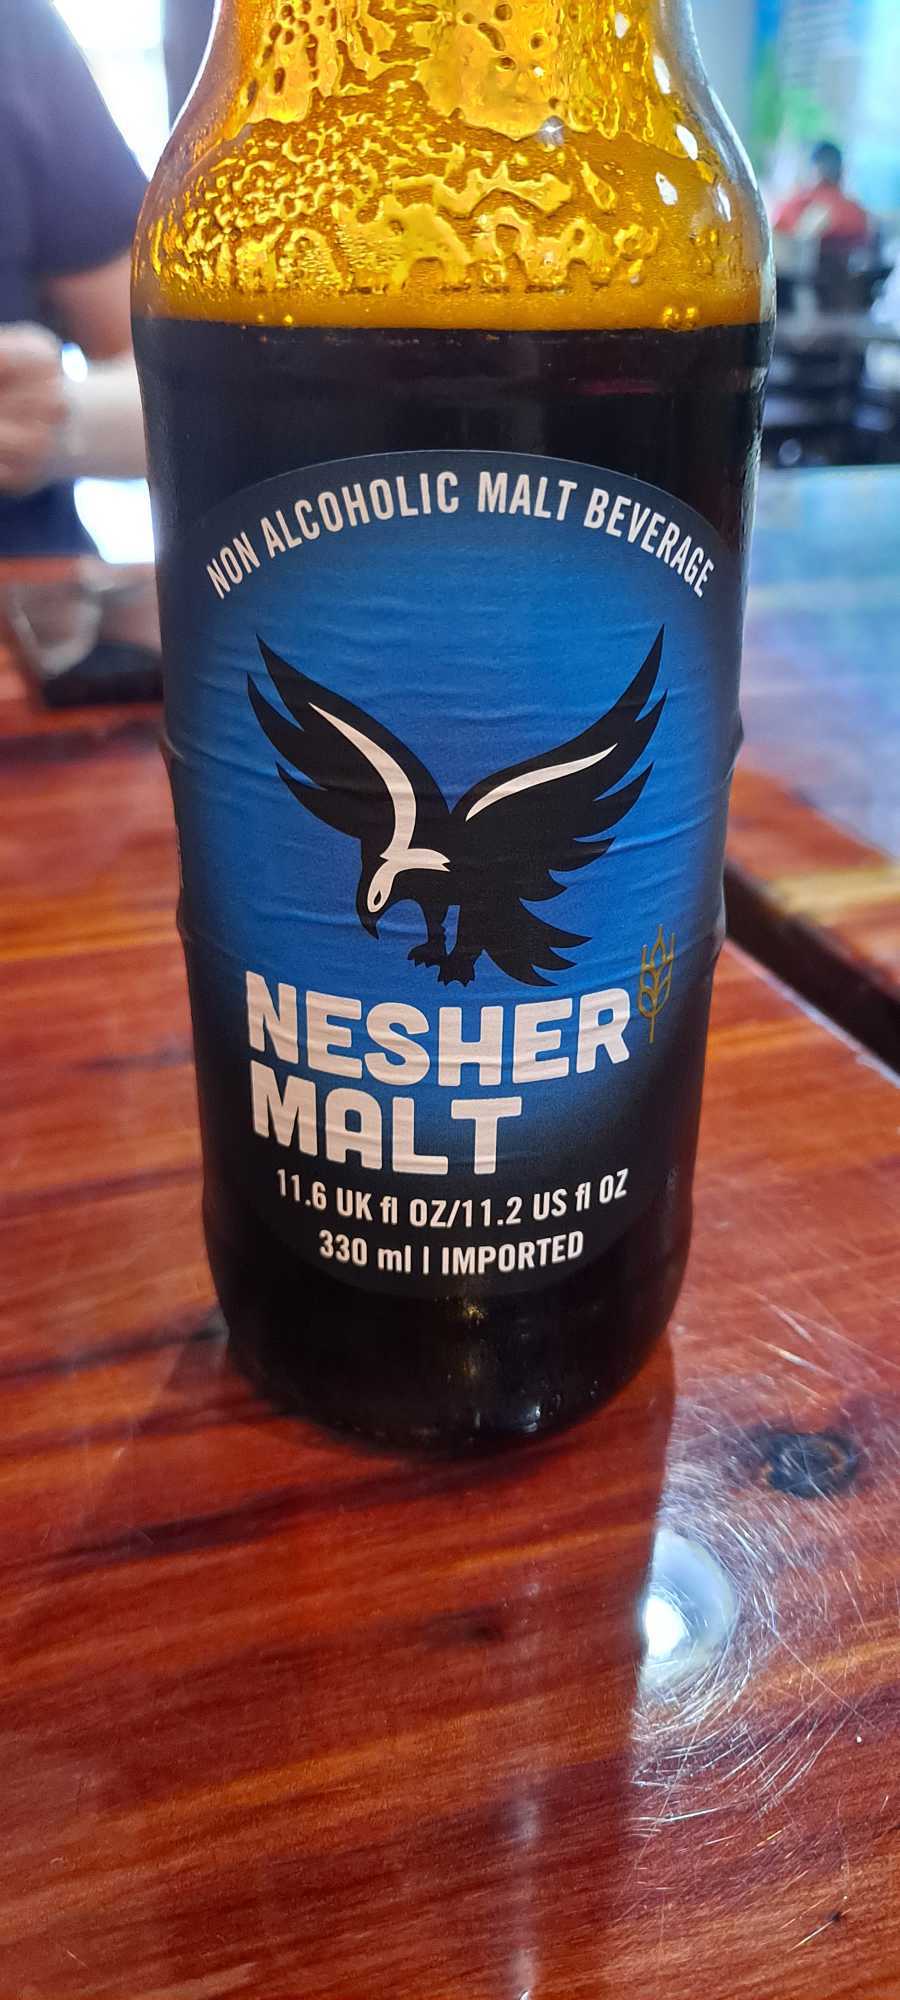 NON ALCOHOLIC MALT BEVERAGE
NESHER
MALT
11.6 UK fl OZ/11.2 US fl OZ
330 ml | IMPORTED